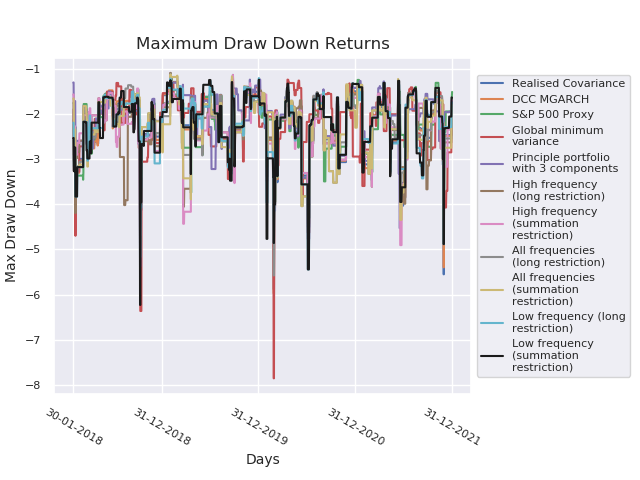 Maximum Draw Down Returns
−1
−2
−3
−4
−5
−6
−7
−8
Max Draw Down
30-01-2018
31-12-2018
31-12-2019
31-12-2020
31-12-2021
Days
Realised Covariance
DCC MGARCH
S&P 500 Proxy
Global minimum
variance
Principle portfolio
with 3 components
High frequency
(long restriction)
High frequency
(summation
restriction)
All frequencies
(long restriction)
All frequencies
(summation
restriction)
Low frequency (long
restriction)
Low frequency
(summation
restriction)